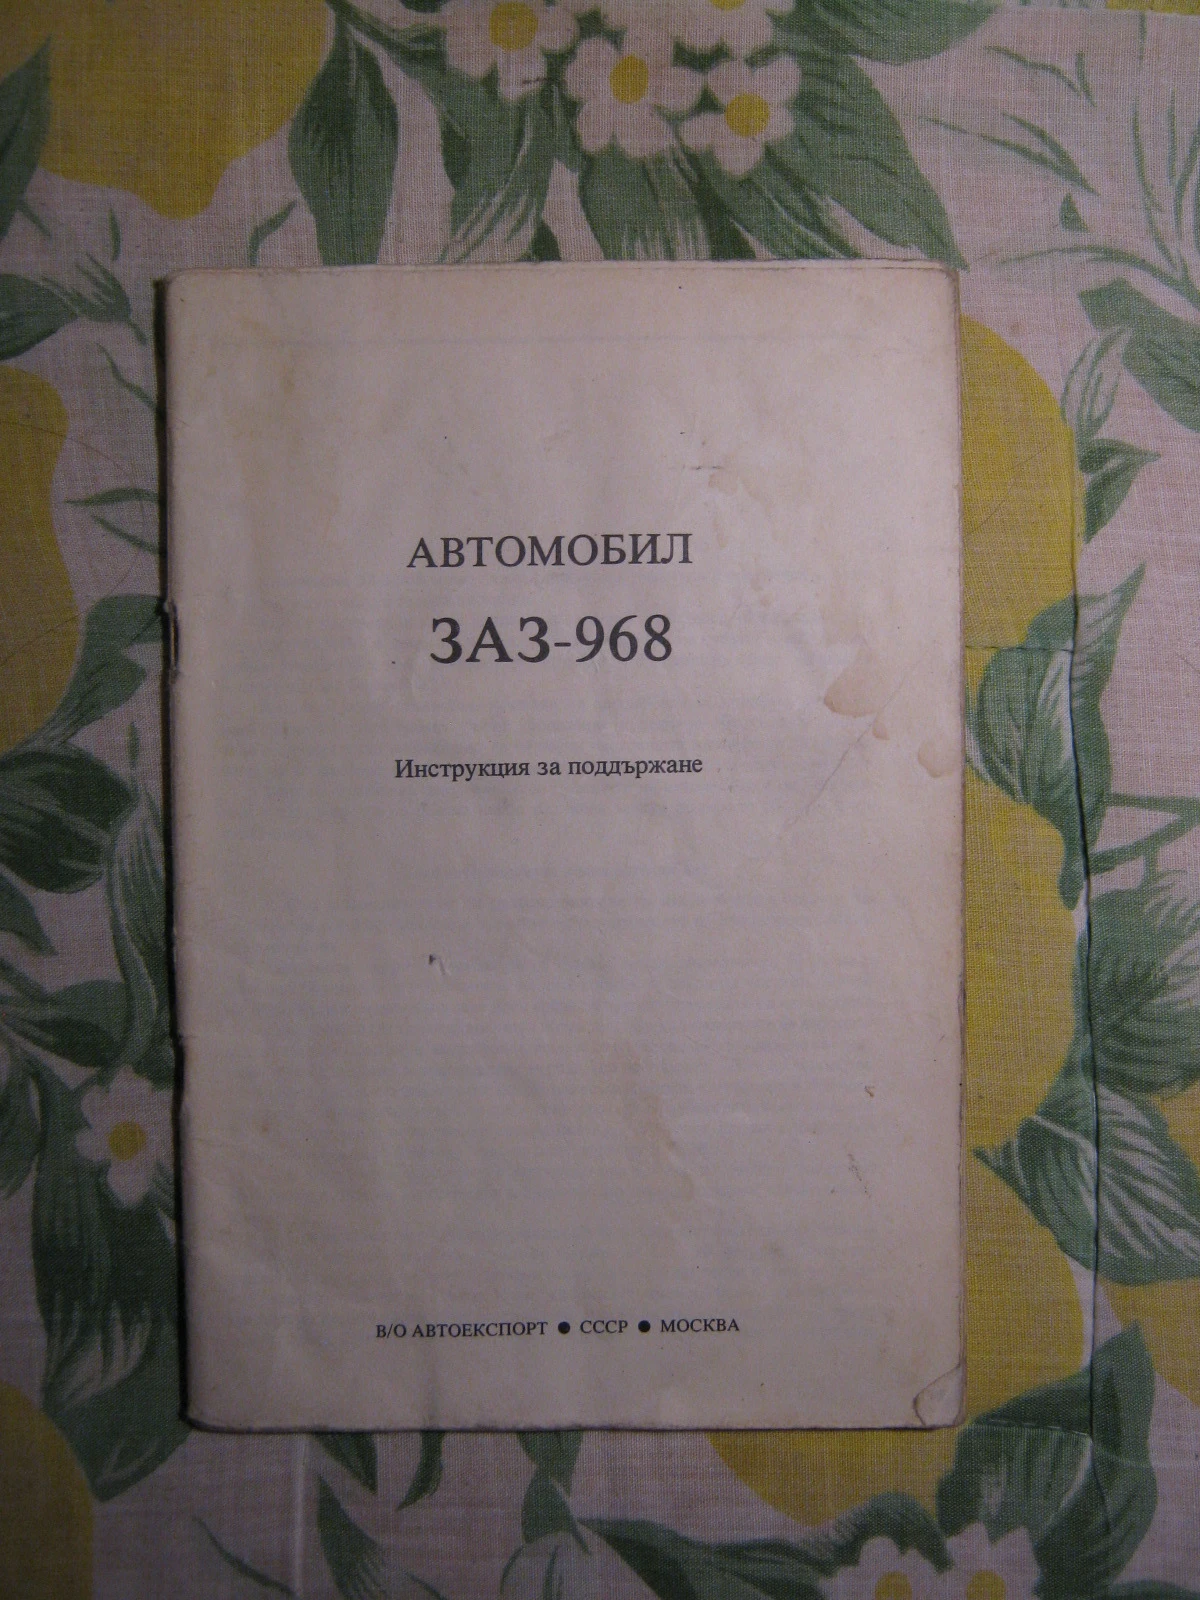 АВТОМОБИЛ
ЗАЗ-968
Инструкция за поддържане
В/О АВТОЕКСПОРТ ● СССР ● МОСКВА